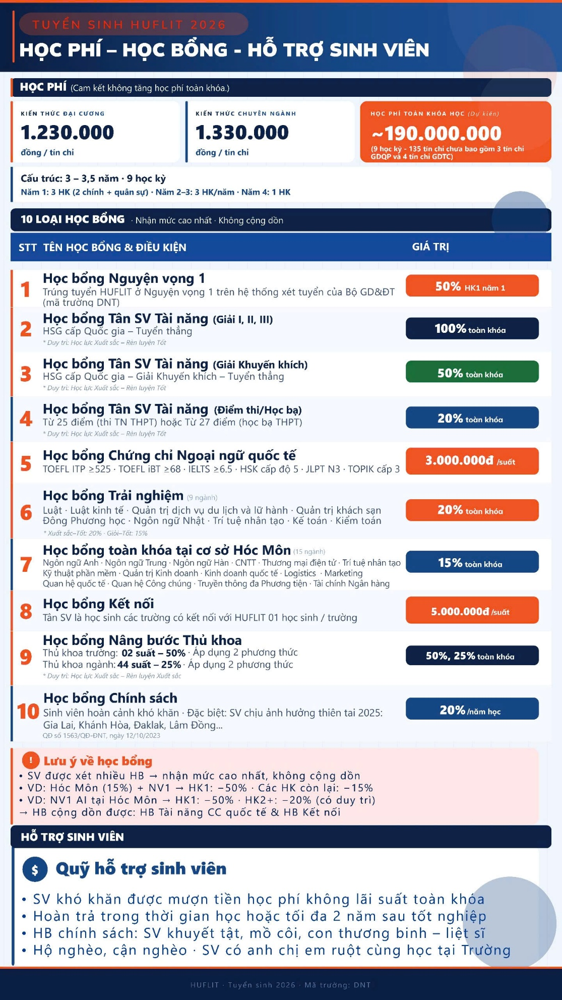 TUYỂN SINH HUFLIT 2026
HỌC PHÍ – HỌC BỔNG - HỖ TRỢ SINH VIÊN
HỌC PHÍ (Cam kết không tăng học phí toàn khóa.)
KIẾN THỨC ĐẠI CƯƠNG
1.230.000
đồng / tín chỉ
KIẾN THỨC CHUYÊN NGÀNH
1.330.000
đồng / tín chỉ
HỌC PHÍ TOÀN KHÓA HỌC (Dự kiến)
~190.000.000
(9 học kỳ - 135 tín chỉ chưa bao gồm 3 tín chỉ
GDQP và 4 tín chỉ GDTC)
Cấu trúc: 3 – 3,5 năm · 9 học kỳ
Năm 1: 3 HK (2 chính + quân sự) · Năm 2–3: 3 HK/năm · Năm 4: 1 HK
10 LOẠI HỌC BỔNG · Nhận mức cao nhất · Không cộng dồn
STT TÊN HỌC BỔNG & ĐIỀU KIỆN GIÁ TRỊ
1
Học bổng Nguyện vọng 1
Trúng tuyển HUFLIT ở Nguyện vọng 1 trên hệ thống xét tuyển của Bộ GD&ĐT
(mã trường DNT)
50% HK1 năm 1
2
Học bổng Tân SV Tài năng (Giải I, II, III)
HSG cấp Quốc gia – Tuyển thẳng
* Duy trì: Học lực Xuất sắc – Rèn luyện Tốt
100% toàn khóa
3
Học bổng Tân SV Tài năng (Giải Khuyến khích)
HSG cấp Quốc gia – Giải Khuyến khích – Tuyển thẳng
* Duy trì: Học lực Xuất sắc – Rèn luyện Tốt
50% toàn khóa
4
Học bổng Tân SV Tài năng (Điểm thi/Học bạ)
Từ 25 điểm (thi TN THPT) hoặc Từ 27 điểm (học bạ THPT)
* Duy trì: Học lực Xuất sắc – Rèn luyện Tốt
20% toàn khóa
5
Học bổng Chứng chỉ Ngoại ngữ quốc tế
TOEFL ITP ≥525 · TOEFL iBT ≥68 · IELTS ≥6.5 · HSK cấp độ 5 · JLPT N3 · TOPIK cấp 3
3.000.000đ /suất
6
Học bổng Trải nghiệm (9 ngành)
Luật · Luật kinh tế · Quản trị dịch vụ du lịch và lữ hành · Quản trị khách sạn
Đông Phương học · Ngôn ngữ Nhật · Trí tuệ nhân tạo · Kế toán · Kiểm toán
* Xuất sắc–Tốt: 20% · Giỏi–Tốt: 15%
20% toàn khóa
7
Học bổng toàn khóa tại cơ sở Hóc Môn (15 ngành)
Ngôn ngữ Anh · Ngôn ngữ Trung · Ngôn ngữ Hàn · CNTT · Thương mại điện tử · Trí tuệ nhân tạo
Kỹ thuật phần mềm · Quản trị Kinh doanh · Kinh doanh quốc tế · Logistics · Marketing
Quan hệ quốc tế · Quan hệ Công chúng · Truyền thông đa Phương tiện · Tài chính Ngân hàng
15% toàn khóa
8
Học bổng Kết nối
Tân SV là học sinh các trường có kết nối với HUFLIT 01 học sinh / trường
5.000.000đ /suất
9
Học bổng Nâng bước Thủ khoa
Thủ khoa trường: 02 suất – 50% · Áp dụng 2 phương thức
Thủ khoa ngành: 44 suất – 25% · Áp dụng 2 phương thức
* Duy trì: Học lực Xuất sắc – Rèn luyện Xuất sắc
50%, 25% toàn khóa
10
Học bổng Chính sách
Sinh viên hoàn cảnh khó khăn · Đặc biệt: SV chịu ảnh hưởng thiên tai 2025:
Gia Lai, Khánh Hòa, Đaklak, Lâm Đồng...
QĐ số 1563/QĐ-ĐNT, ngày 12/10/2023
20% /năm học
! Lưu ý về học bổng
• SV được xét nhiều HB → nhận mức cao nhất, không cộng dồn
• VD: Hóc Môn (15%) + NV1 → HK1: −50% · Các HK còn lại: −15%
• VD: NV1 AI tại Hóc Môn → HK1: −50% · HK2+: −20% (có duy trì)
→ HB cộng dồn được: HB Tài năng CC quốc tế & HB Kết nối
HỖ TRỢ SINH VIÊN
$ Quỹ hỗ trợ sinh viên
• SV khó khăn được mượn tiền học phí không lãi suất toàn khóa
• Hoàn trả trong thời gian học hoặc tối đa 2 năm sau tốt nghiệp
• HB chính sách: SV khuyết tật, mồ côi, con thương binh – liệt sĩ
• Hộ nghèo, cận nghèo · SV có anh chị em ruột cùng học tại Trường
HUFLIT · Tuyển sinh 2026 · Mã trường: DNT